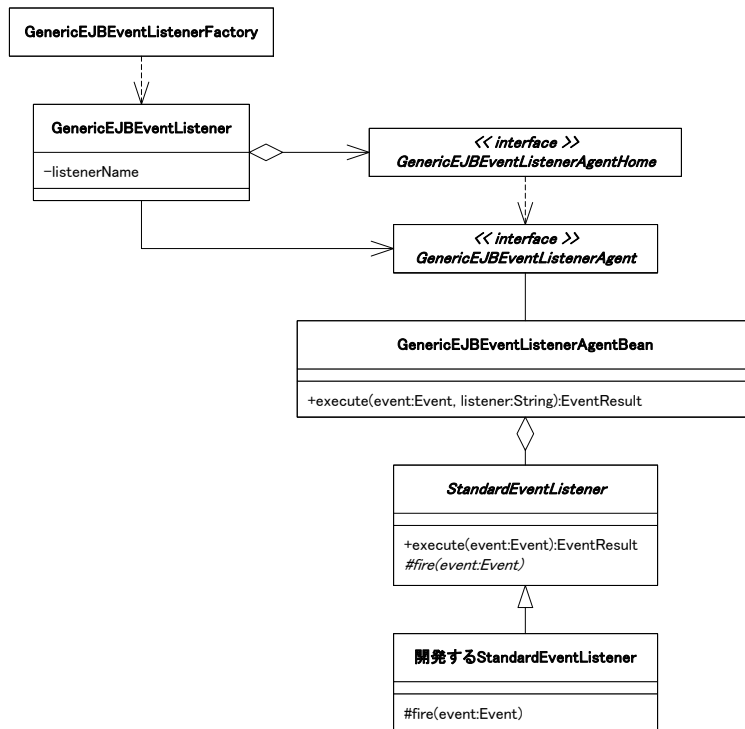 GenericEJBEventListenerFactory
GenericEJBEventListener
-listenerName
<< interface >>
GenericEJBEventListenerAgentHome
<< interface >>
GenericEJBEventListenerAgent
GenericEJBEventListenerAgentBean
+execute(event:Event, listener:String):EventResult
StandardEventListener
+execute(event:Event):EventResult
#fire(event:Event)
開発するStandardEventListener
#fire(event:Event)